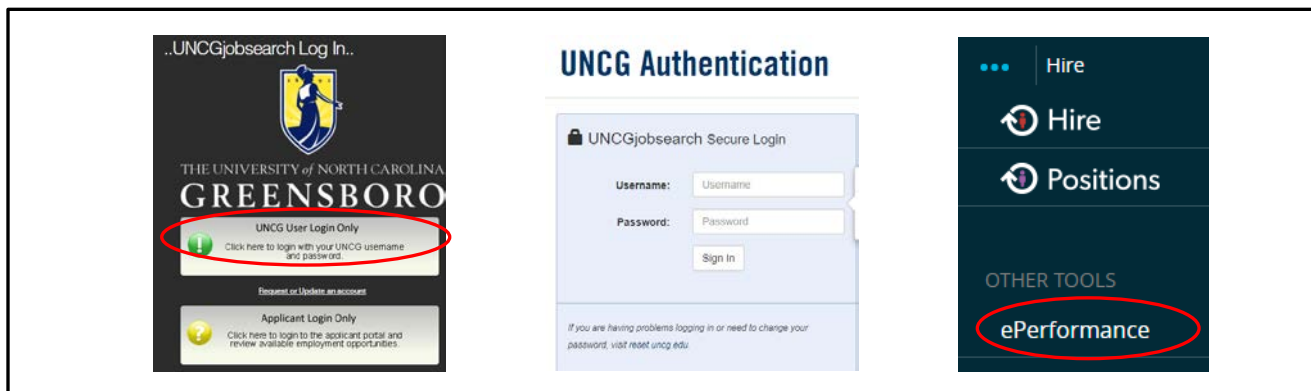 ..UNCGjobsearch Log In..
THE UNIVERSITY of NORTH CAROLINA
GREENSBORO
UNCG User Login Only
Click here to login with your UNCG username
and password.
Request or Update an account
Applicant Login Only
Click here to login to the applicant portal and
review available employment opportunities.
UNCG Authentication
UNCGjobsearch Secure Login
Username:
Username
Password:
Password
Sign In
If you are having problems logging in or need to change your
password, visit reset.uncg.edu.
Hire
Hire
Positions
OTHER TOOLS
ePerformance